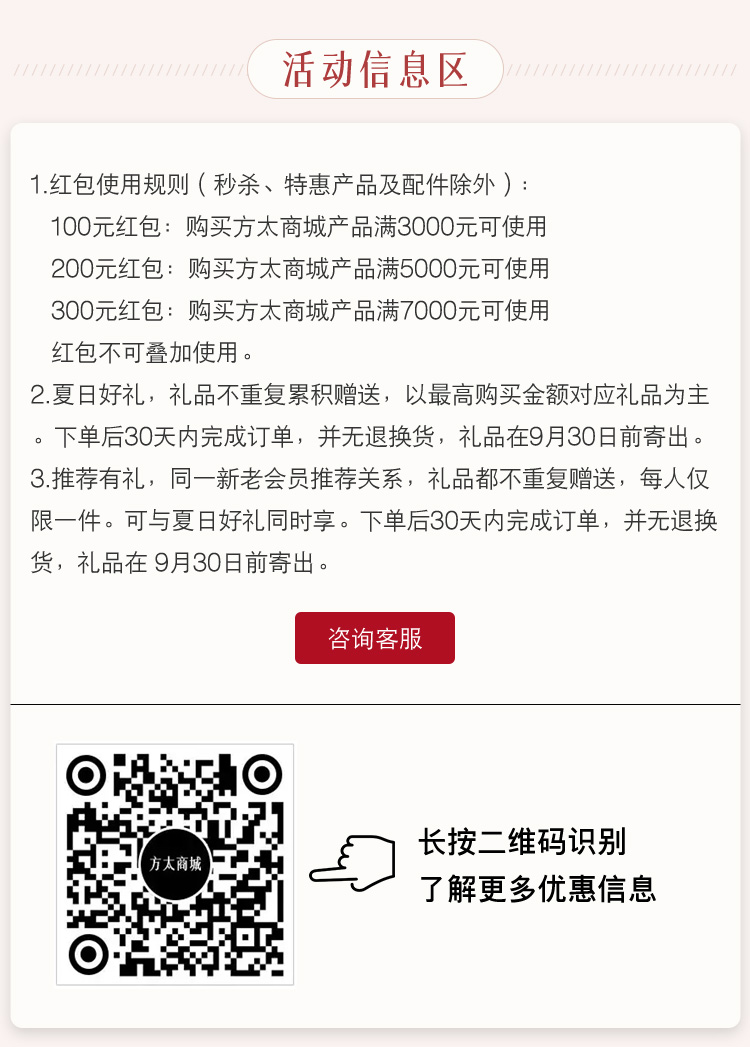 活动信息区
1.红包使用规则（秒杀、特惠产品及配件除外）：
100元红包：购买方太商城产品满3000元可使用
200元红包：购买方太商城产品满5000元可使用
300元红包：购买方太商城产品满7000元可使用
红包不可叠加使用。
2.夏日好礼，礼品不重复累积赠送，以最高购买金额对应礼品为主
。下单后30天内完成订单，并无退换货，礼品在9月30日前寄出。
3.推荐有礼，同一新老会员推荐关系，礼品都不重复赠送，每人仅
限一件。可与夏日好礼同时享。下单后30天内完成订单，并无退换
货，礼品在 9月30日前寄出。
咨询客服
方太商城
长按二维码识别
了解更多优惠信息